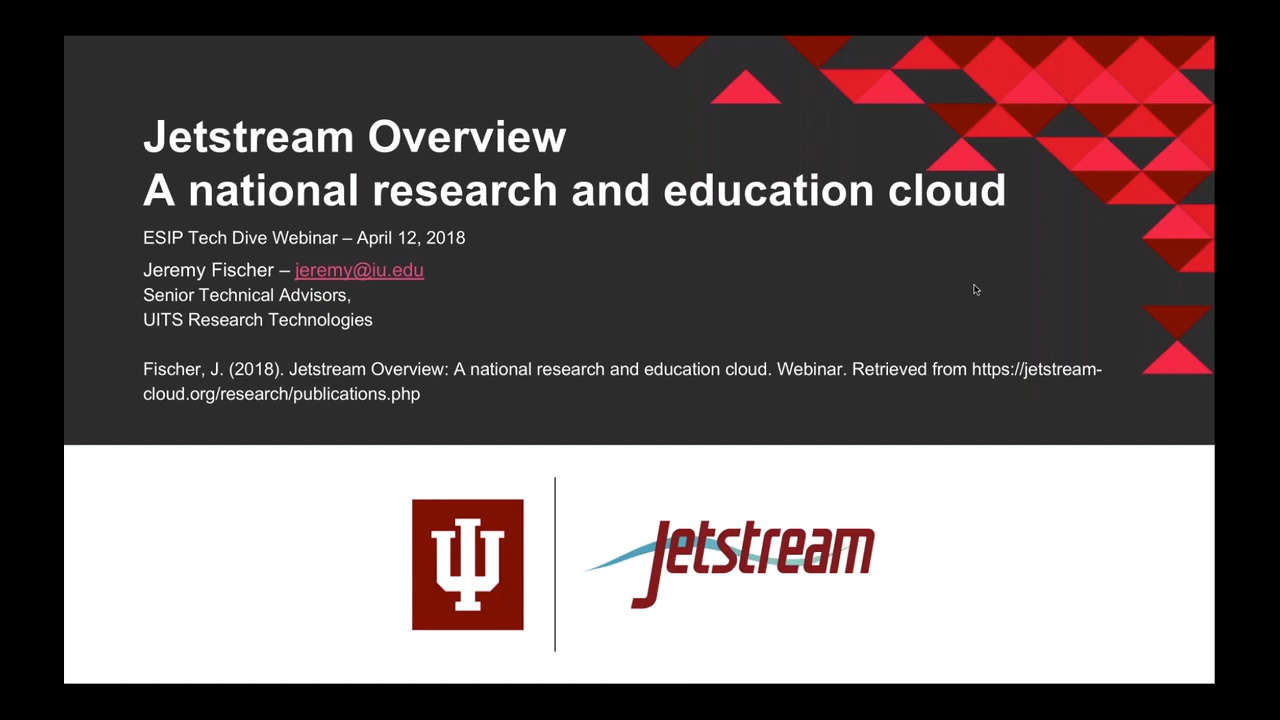 Jetstream Overview
A national research and education cloud
ESIP Tech Dive Webinar – April 12, 2018
Jeremy Fischer – jeremy@iu.edu
Senior Technical Advisors,
UITS Research Technologies
Fischer, J. (2018). Jetstream Overview: A national research and education cloud. Webinar. Retrieved from https://jetstream-
cloud.org/research/publications.php
Jetstream